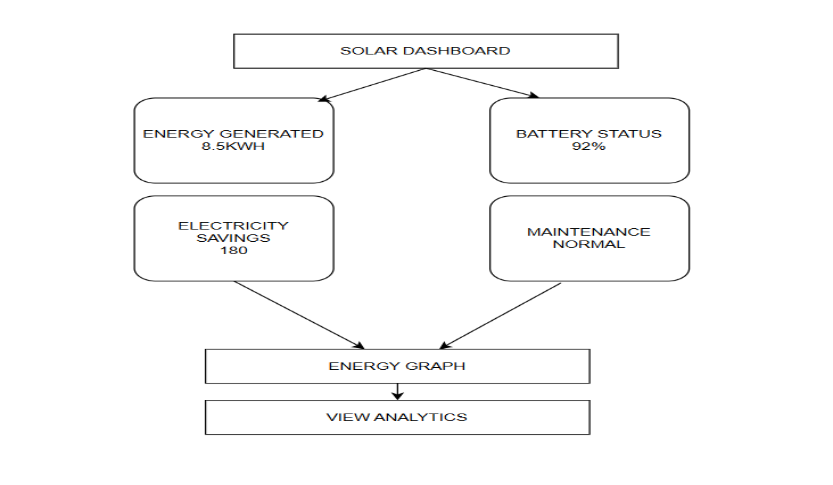 SOLAR DASHBOARD
ENERGY GENERATED
8.5KWH
BATTERY STATUS
92%
ELECTRICITY
SAVINGS
180
MAINTENANCE
NORMAL
ENERGY GRAPH
VIEW ANALYTICS